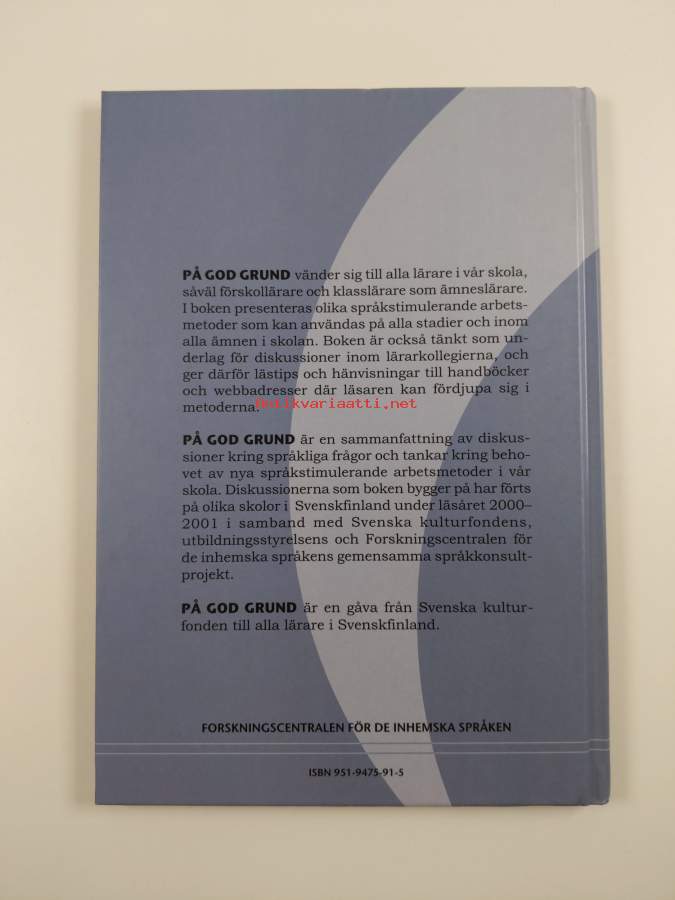 PÅ GOD GRUND vänder sig till alla lärare i vår skola,
såväl förskollärare och klasslärare som ämneslärare.
I boken presenteras olika språkstimulerande arbets-
metoder som kan användas på alla stadier och inom
alla ämnen i skolan. Boken är också tänkt som un-
derlag för diskussioner inom lärarkollegierna, och
ger därför lästips och hänvisningar till handböcker
och webbadresser där läsaren kan fördjupa sig i
metoderna.
Antikvariaatti.net
PÅ GOD GRUND är en sammanfattning av diskus-
sioner kring språkliga frågor och tankar kring beho-
vet av nya språkstimulerande arbetsmetoder i vår
skola. Diskussionerna som boken bygger på har förts
på olika skolor i Svenskfinland under läsåret 2000–
2001 i samband med Svenska kulturfondens,
utbildningsstyrelsens och Forskningscentralen för
de inhemska språkens gemensamma språkkonsult-
projekt.
PÅ GOD GRUND är en gåva från Svenska kultur-
fonden till alla lärare i Svenskfinland.
FORSKNINGSCENTRALEN FÖR DE INHEMSKA SPRÅKEN
ISBN 951-9475-91-5